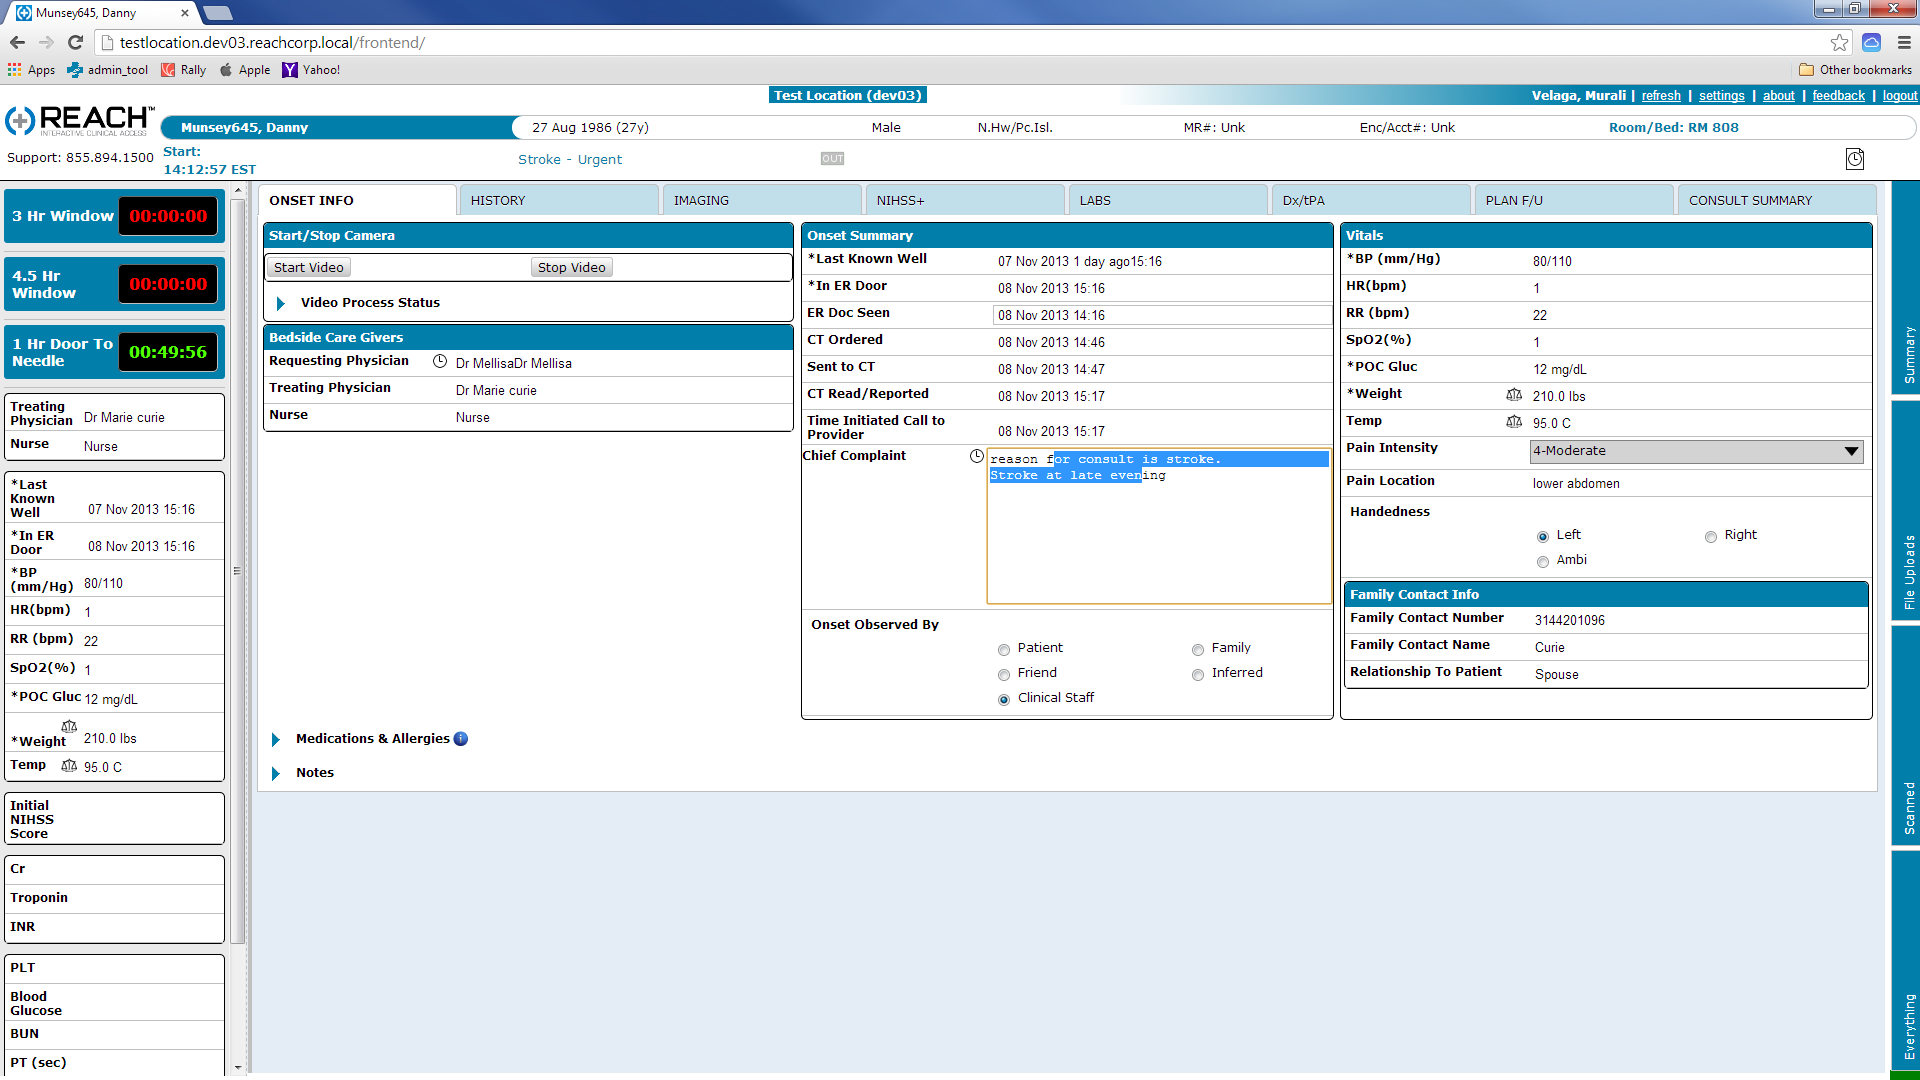 Munsey645, Danny
testlocation.dev03.reachcorp.local/frontend/
Apps admin_tool Rally Apple Yahoo! Other bookmarks
Test Location (dev03) Velaga, Murali | refresh | settings | about | feedback | logout
REACH™
INTERACTIVE CLINICAL ACCESS
Munsey645, Danny 27 Aug 1986 (27y) Male N.Hw/Pc.Isl. MR#: Unk Enc/Acct#: Unk Room/Bed: RM 808
Support: 855.894.1500 Start:
14:12:57 EST
Stroke - Urgent OUT
3 Hr Window 00:00:00
4.5 Hr
Window 00:00:00
1 Hr Door To
Needle 00:49:56
Treating
Physician Dr Marie curie
Nurse Nurse
*Last
Known
Well 07 Nov 2013 15:16
*In ER
Door 08 Nov 2013 15:16
*BP
(mm/Hg) 80/110
HR(bpm) 1
RR (bpm) 22
SpO2(%) 1
*POC Gluc 12 mg/dL
*Weight 210.0 lbs
Temp 95.0 C
Initial
NIHSS
Score
Cr
Troponin
INR
PLT
Blood
Glucose
BUN
PT (sec)
ONSET INFO HISTORY IMAGING NIHSS+ LABS Dx/tPA PLAN F/U CONSULT SUMMARY
Start/Stop Camera
Start Video Stop Video
Video Process Status
Bedside Care Givers
Requesting Physician Dr MellisaDr Mellisa
Treating Physician Dr Marie curie
Nurse Nurse
Medications & Allergies i
Notes
Onset Summary
*Last Known Well 07 Nov 2013 1 day ago15:16
*In ER Door 08 Nov 2013 15:16
ER Doc Seen 08 Nov 2013 14:16
CT Ordered 08 Nov 2013 14:46
Sent to CT 08 Nov 2013 14:47
CT Read/Reported 08 Nov 2013 15:17
Time Initiated Call to
Provider 08 Nov 2013 15:17
Chief Complaint reason for consult is stroke.
Stroke at late evening
Onset Observed By
Patient Family
Friend Inferred
Clinical Staff
Vitals
*BP (mm/Hg) 80/110
HR(bpm) 1
RR (bpm) 22
SpO2(%) 1
*POC Gluc 12 mg/dL
*Weight 210.0 lbs
Temp 95.0 C
Pain Intensity 4-Moderate
Pain Location lower abdomen
Handedness
Left Right
Ambi
Family Contact Info
Family Contact Number 3144201096
Family Contact Name Curie
Relationship To Patient Spouse
Summary
File Uploads
Scanned
Everything